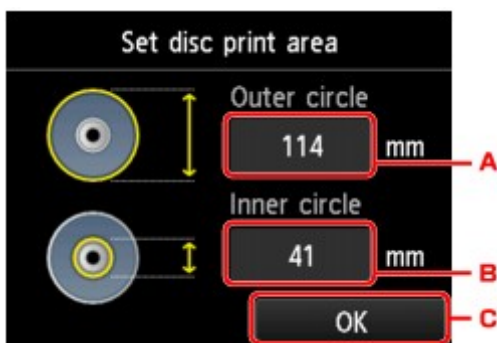 Set disc print area
Outer circle
114 mm A
Inner circle
41 mm B
OK C